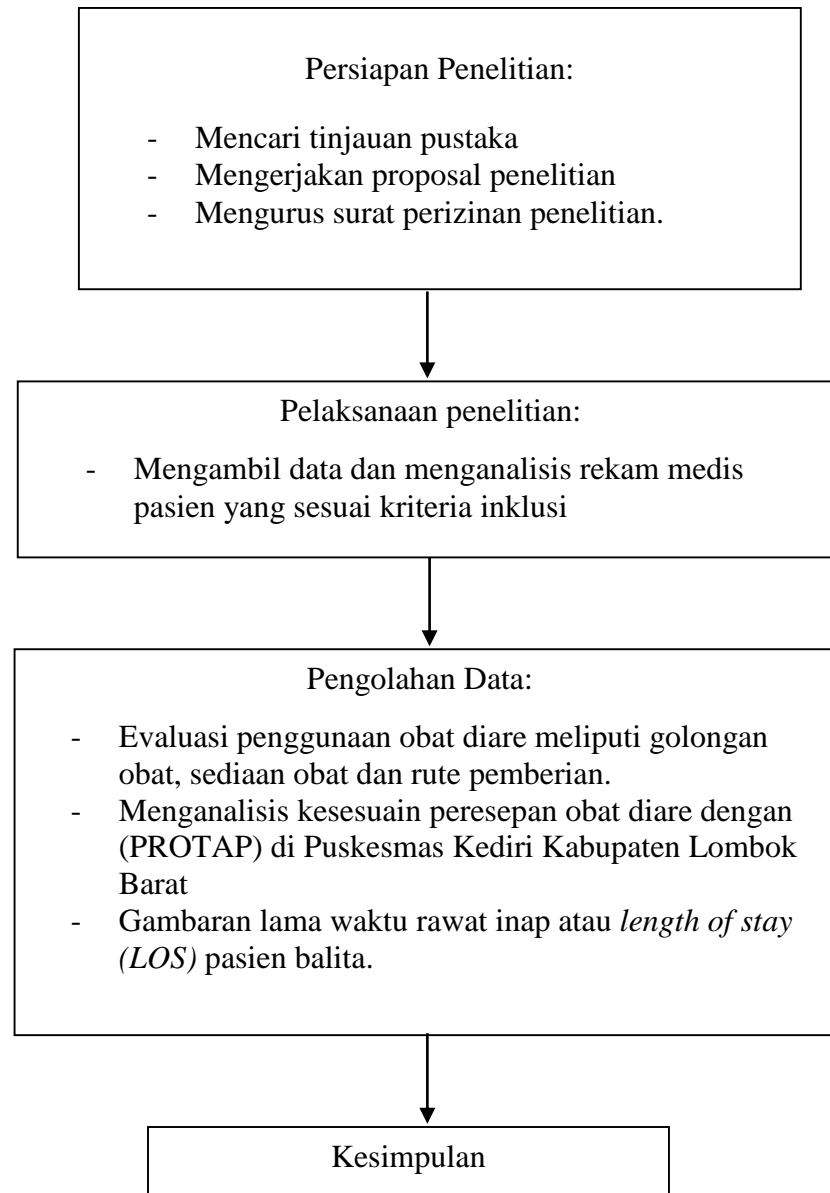 Persiapan Penelitian:
- Mencari tinjauan pustaka
- Mengerjakan proposal penelitian
- Mengurus surat perizinan penelitian.
Pelaksanaan penelitian:
- Mengambil data dan menganalisis rekam medis
pasien yang sesuai kriteria inklusi
Pengolahan Data:
- Evaluasi penggunaan obat diare meliputi golongan
obat, sediaan obat dan rute pemberian.
- Menganalisis kesesuain peresepan obat diare dengan
(PROTAP) di Puskesmas Kediri Kabupaten Lombok
Barat
- Gambaran lama waktu rawat inap atau length of stay
(LOS) pasien balita.
Kesimpulan